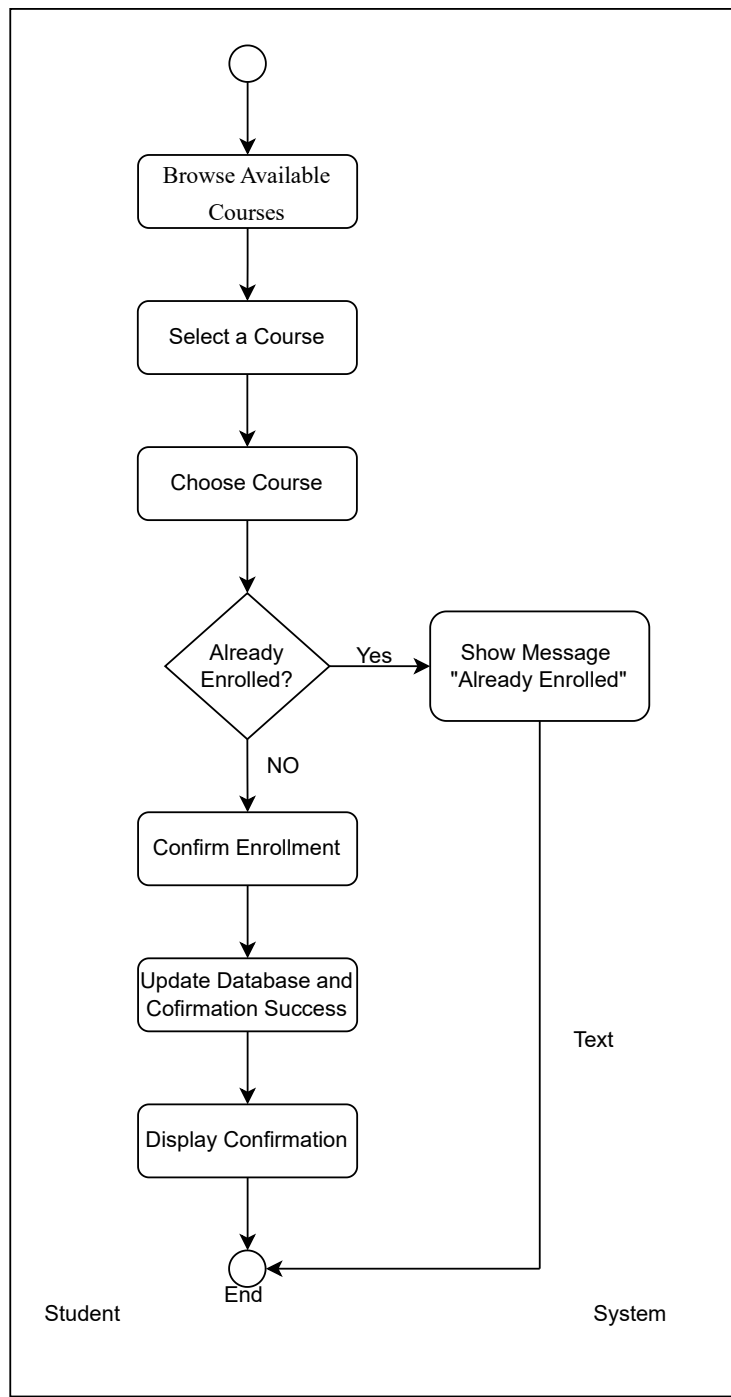 Browse Available
Courses
Select a Course
Choose Course
Already
Enrolled?
Yes
Show Message
"Already Enrolled"
NO
Confirm Enrollment
Update Database and
Cofirmation Success
Text
Display Confirmation
End
Student
System